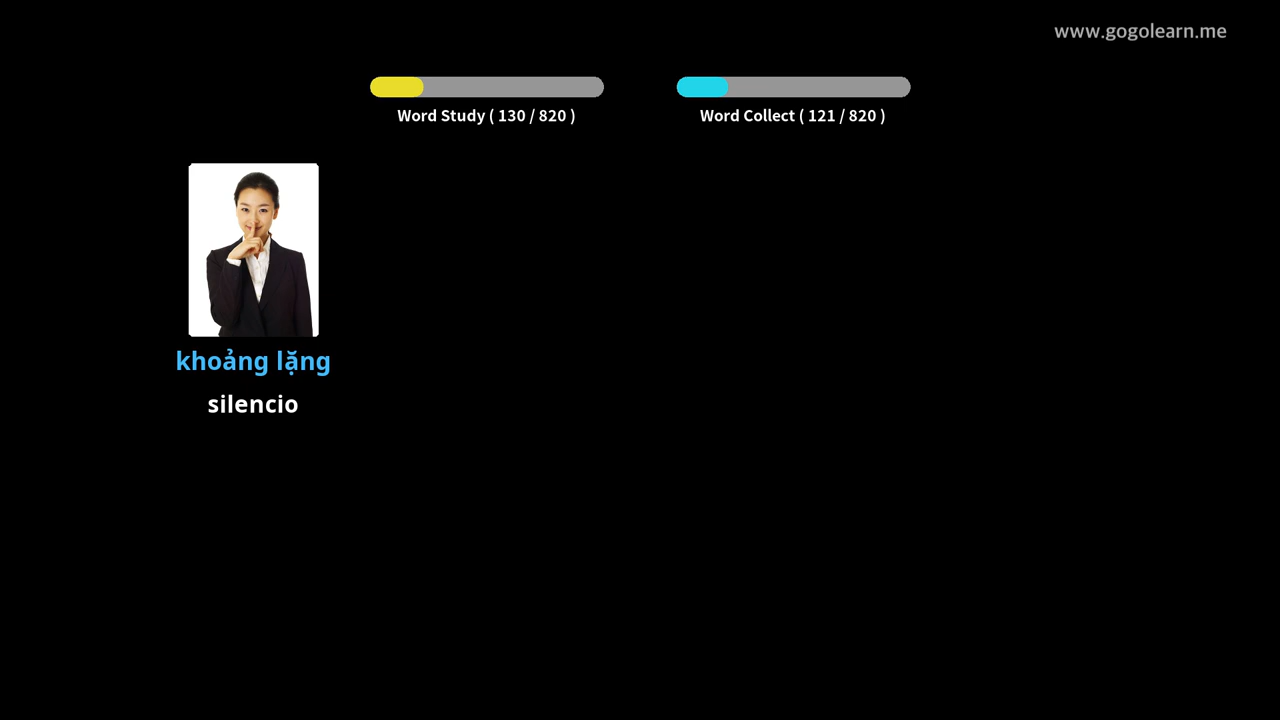 www.gogolearn.me
Word Study ( 130 / 820 )
Word Collect ( 121 / 820 )
khoảng lặng
silencio